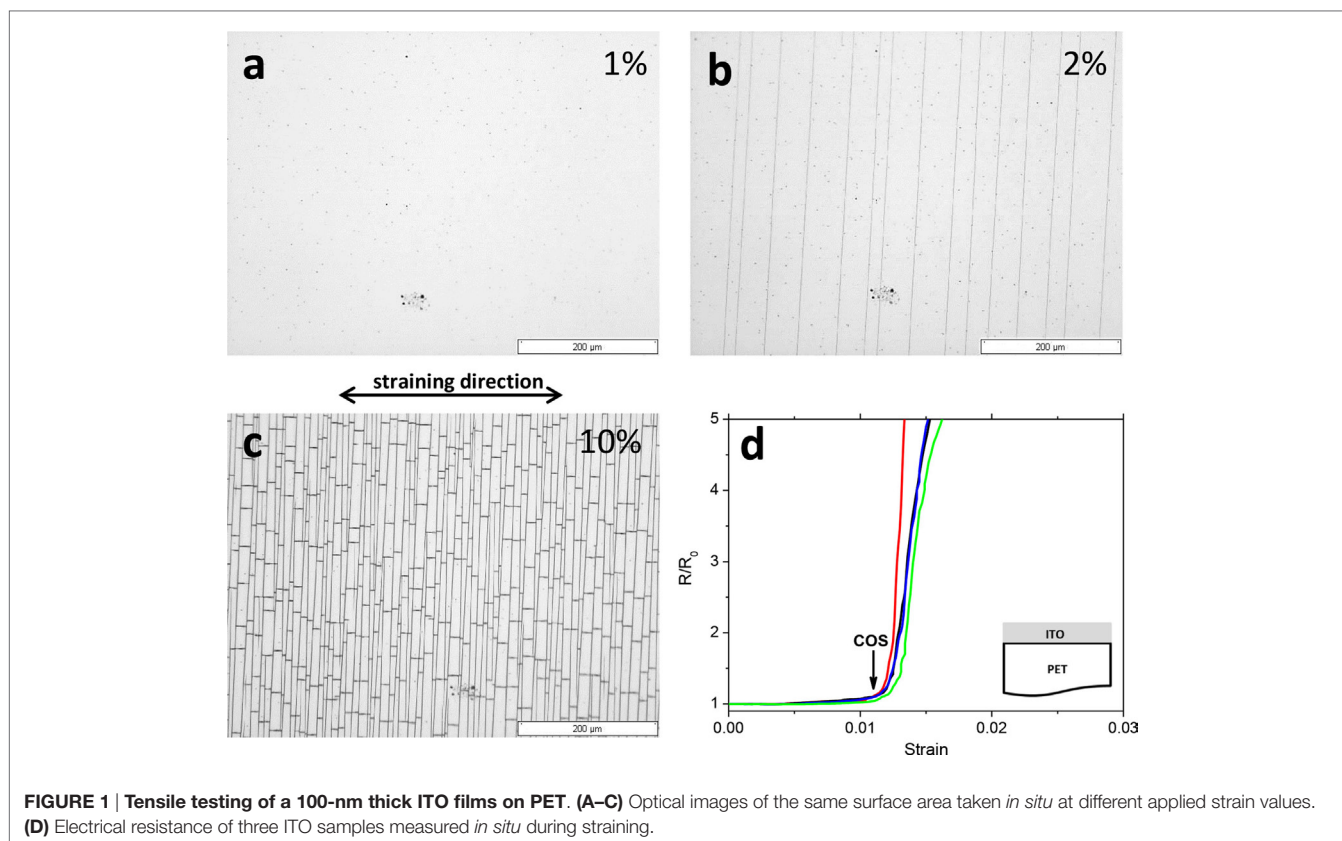 a
1%
200 µm
b
2%
200 µm
straining direction
c
10%
200 µm
d
5
4
3
2
1
R/R0
COS
ITO
PET
0.00
0.01
0.02
0.03
Strain
FIGURE 1 | Tensile testing of a 100-nm thick ITO films on PET. (A–C) Optical images of the same surface area taken in situ at different applied strain values.
(D) Electrical resistance of three ITO samples measured in situ during straining.